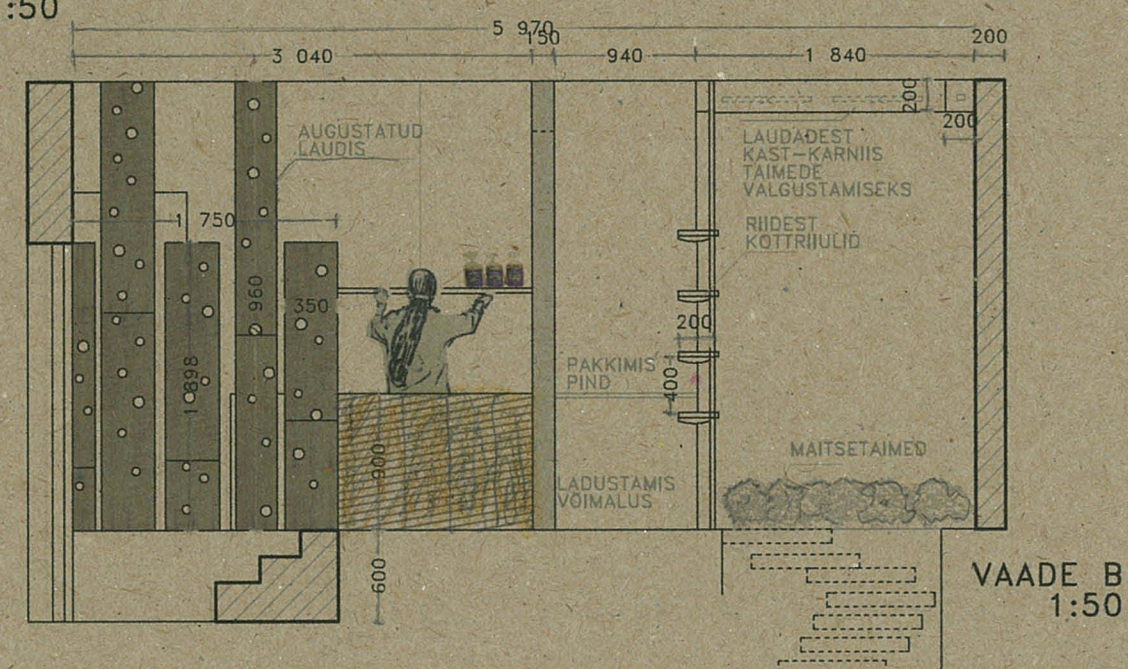 :50
5 970
3 040
150
940
1 840
200
200
200
AUGUSTATUD
LAUDIS
LAUDADEST
KAST-KARNIIS
TAIMEDE
VALGUSTAMISEKS
1 750
RIIDEST
KOTTRIIULID
960
350
200
1 898
PAKKIMIS
PIND
400
900
MAITSETAIMED
LADUSTAMIS
VÕIMALUS
600
VAADE B
1:50